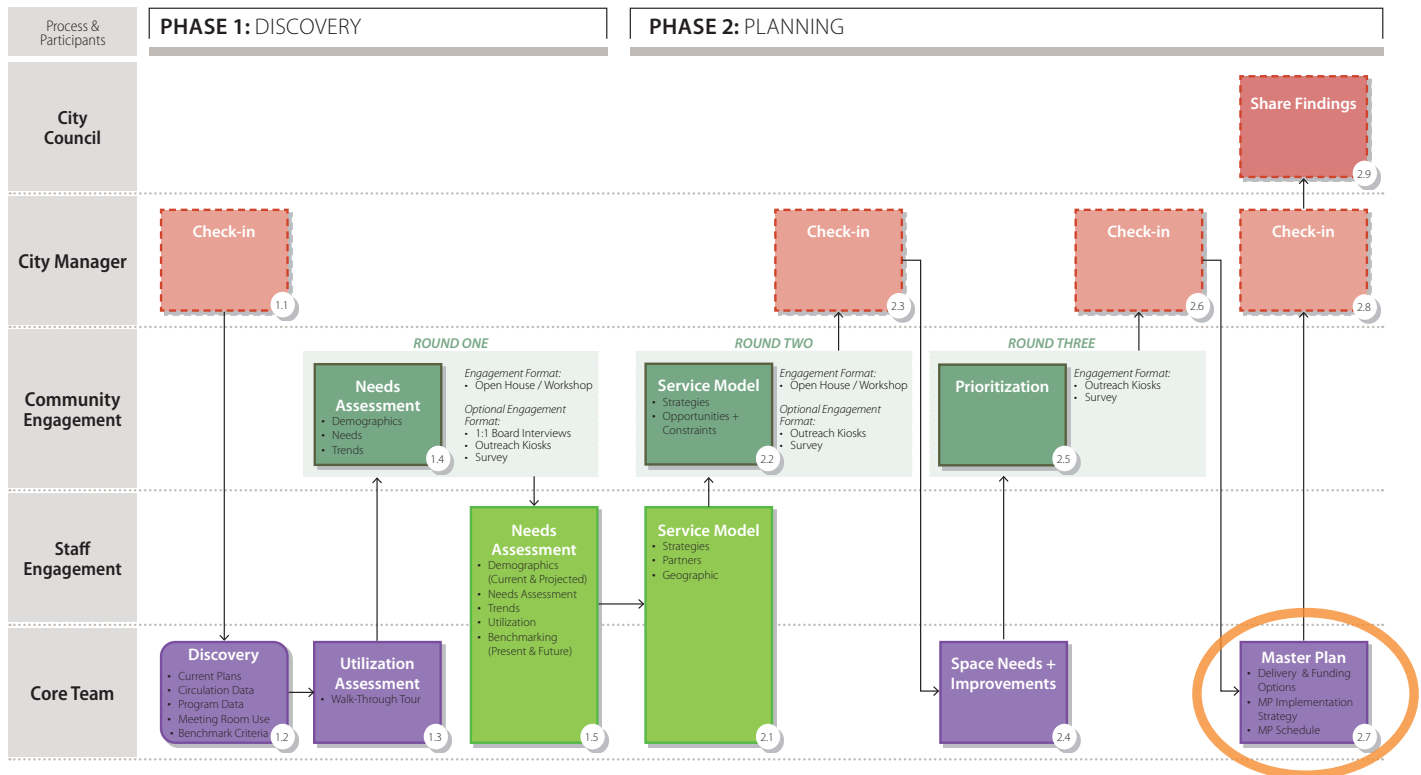 Process &
Participants
PHASE 1: DISCOVERY
PHASE 2: PLANNING
City
Council
Share Findings
2.9
City Manager
Check-in
1.1
Check-in
2.3
Check-in
2.6
Check-in
2.8
Community
Engagement
ROUND ONE
Needs
Assessment
• Demographics
• Needs
• Trends
1.4
Engagement Format:
• Open House / Workshop
Optional Engagement
Format:
• 1:1 Board Interviews
• Outreach Kiosks
• Survey
ROUND TWO
Service Model
• Strategies
• Opportunities +
Constraints
2.2
Engagement Format:
• Open House / Workshop
Optional Engagement
Format:
• Outreach Kiosks
• Survey
ROUND THREE
Prioritization
2.5
Engagement Format:
• Outreach Kiosks
• Survey
Staff
Engagement
Needs
Assessment
• Demographics
(Current & Projected)
• Needs Assessment
• Trends
• Utilization
• Benchmarking
(Present & Future)
1.5
Service Model
• Strategies
• Partners
• Geographic
2.1
Core Team
Discovery
• Current Plans
• Circulation Data
• Program Data
• Meeting Room Use
• Benchmark Criteria
1.2
Utilization
Assessment
• Walk-Through Tour
1.3
Space Needs +
Improvements
2.4
Master Plan
• Delivery & Funding
Options
• MP Implementation
Strategy
• MP Schedule
2.7